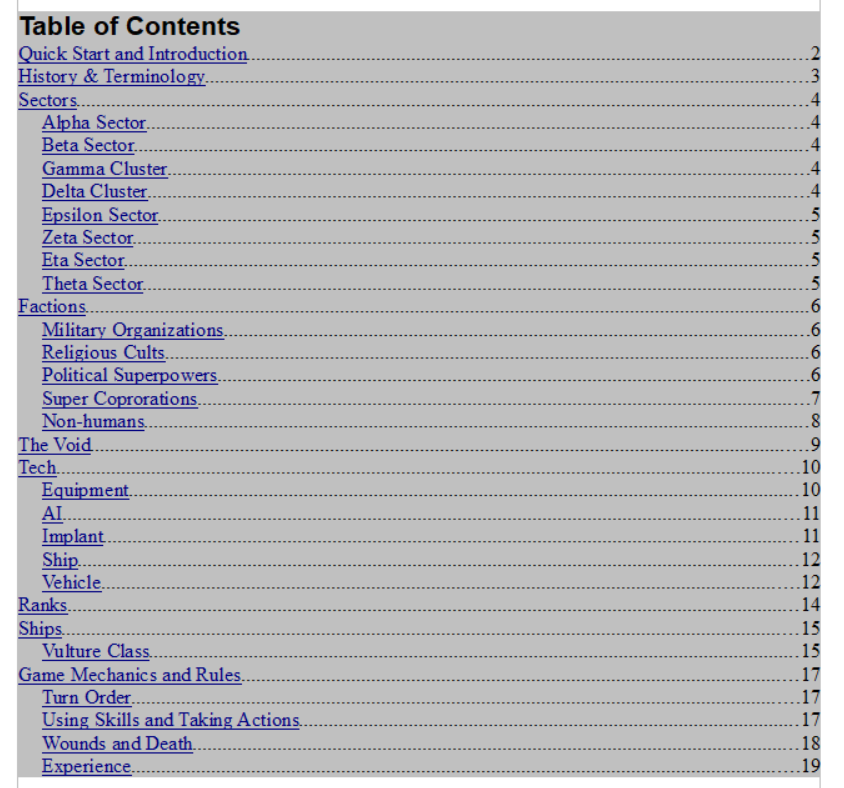 Table of Contents
Quick Start and Introduction 2
History & Terminology 3
Sectors 4
Alpha Sector 4
Beta Sector 4
Gamma Cluster 4
Delta Cluster 4
Epsilon Sector 5
Zeta Sector 5
Eta Sector 5
Theta Sector 5
Factions 6
Military Organizations 6
Religious Cults 6
Political Superpowers 6
Super Coprorations 7
Non-humans 8
The Void 9
Tech 10
Equipment 10
AI 11
Implant 11
Ship 12
Vehicle 12
Ranks 14
Ships 15
Vulture Class 15
Game Mechanics and Rules 17
Turn Order 17
Using Skills and Taking Actions 17
Wounds and Death 18
Experience 19